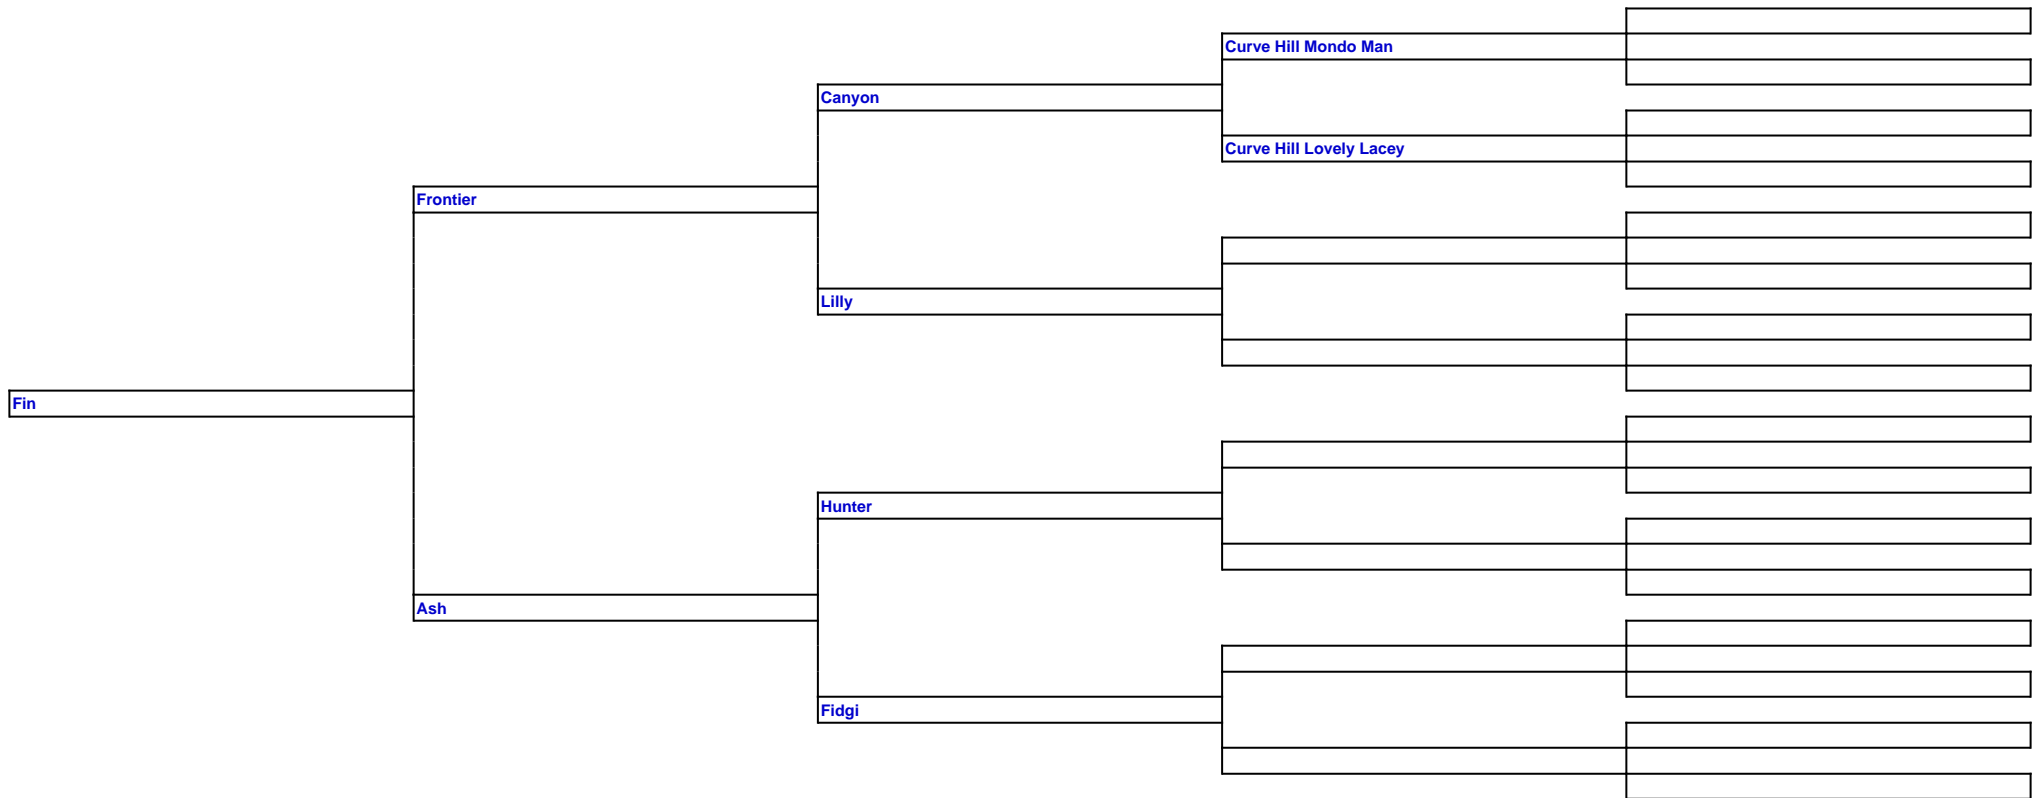 Curve Hill Mondo Man
Canyon
Curve Hill Lovely Lacey
Frontier
Lilly
Fin
Hunter
Ash
Fidgi